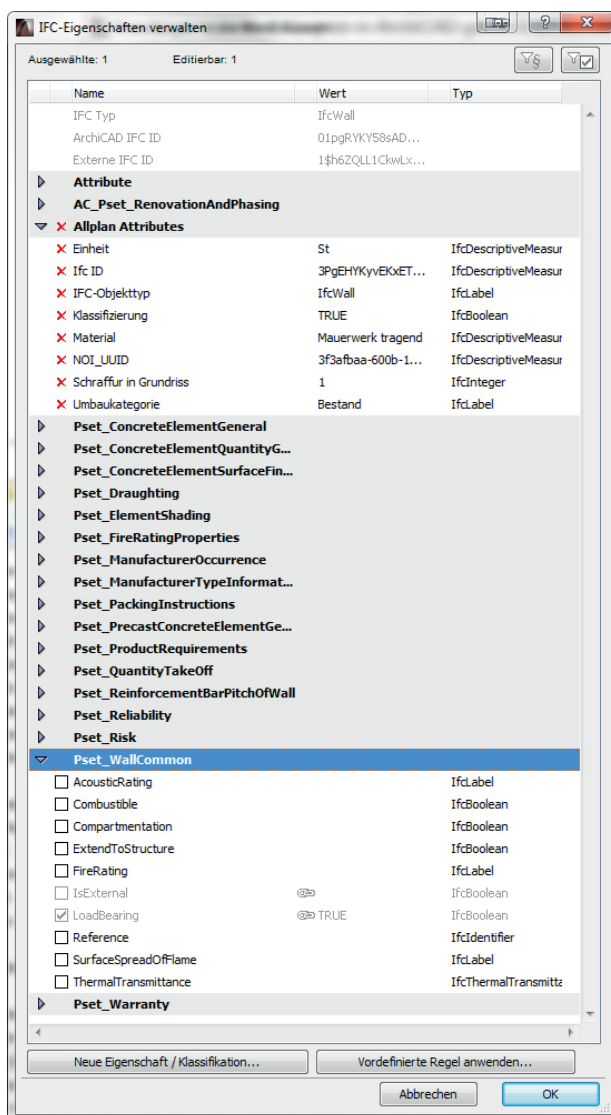 IFC-Eigenschaften verwalten
Ausgewählte: 1 Editierbar: 1
Name Wert Typ
IFC Typ IfcWall
ArchiCAD IFC ID 01pgRYKY58sAD...
Externe IFC ID 1$h6ZQLL1CkwLx...
Attribute
AC_Pset_RenovationAndPhasing
Allplan Attributes
Einheit St IfcDescriptiveMeasur
Ifc ID 3PgEHYKyvEKxET... IfcDescriptiveMeasur
IFC-Objekttyp IfcWall IfcLabel
Klassifizierung TRUE IfcBoolean
Material Mauerwerk tragend IfcDescriptiveMeasur
NOI_UUID 3f3afbaa-600b-1... IfcDescriptiveMeasur
Schraffur in Grundriss 1 IfcInteger
Umbaukategorie Bestand IfcLabel
Pset_ConcreteElementGeneral
Pset_ConcreteElementQuantityG...
Pset_ConcreteElementSurfaceFin...
Pset_Draughting
Pset_ElementShading
Pset_FireRatingProperties
Pset_ManufacturerOccurrence
Pset_ManufacturerTypeInformat...
Pset_PackingInstructions
Pset_PrecastConcreteElementGe...
Pset_ProductRequirements
Pset_QuantityTakeOff
Pset_ReinforcementBarPitchOfWall
Pset_Reliability
Pset_Risk
Pset_WallCommon
AcousticRating IfcLabel
Combustible IfcBoolean
Compartmentation IfcBoolean
ExtendToStructure IfcBoolean
FireRating IfcLabel
IsExternal IfcBoolean
LoadBearing TRUE IfcBoolean
Reference IfcIdentifier
SurfaceSpreadOfFlame IfcLabel
ThermalTransmittance IfcThermalTransmitta
Pset_Warranty
Neue Eigenschaft / Klassifikation... Vordefinierte Regel anwenden...
Abbrechen OK